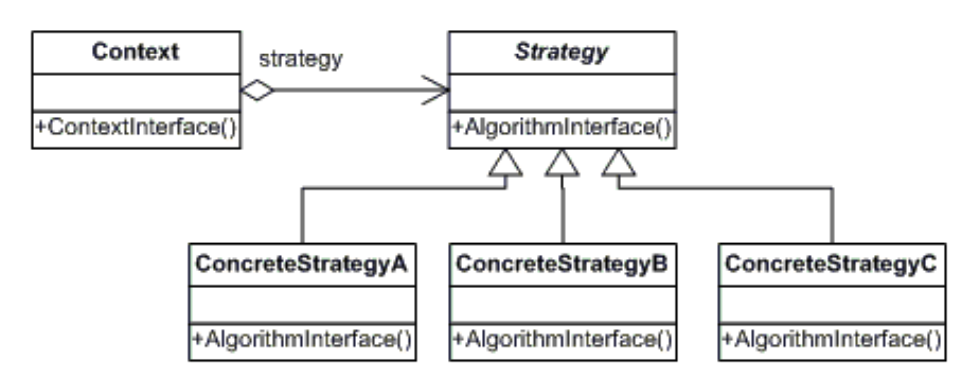 Context
strategy
Strategy
+ContextInterface()
+AlgorithmInterface()
ConcreteStrategyA
ConcreteStrategyB
ConcreteStrategyC
+AlgorithmInterface()
+AlgorithmInterface()
+AlgorithmInterface()